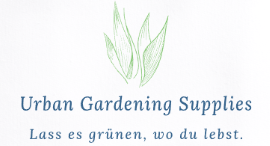 Urban Gardening Supplies
Lass es grünen, wo du lebst.